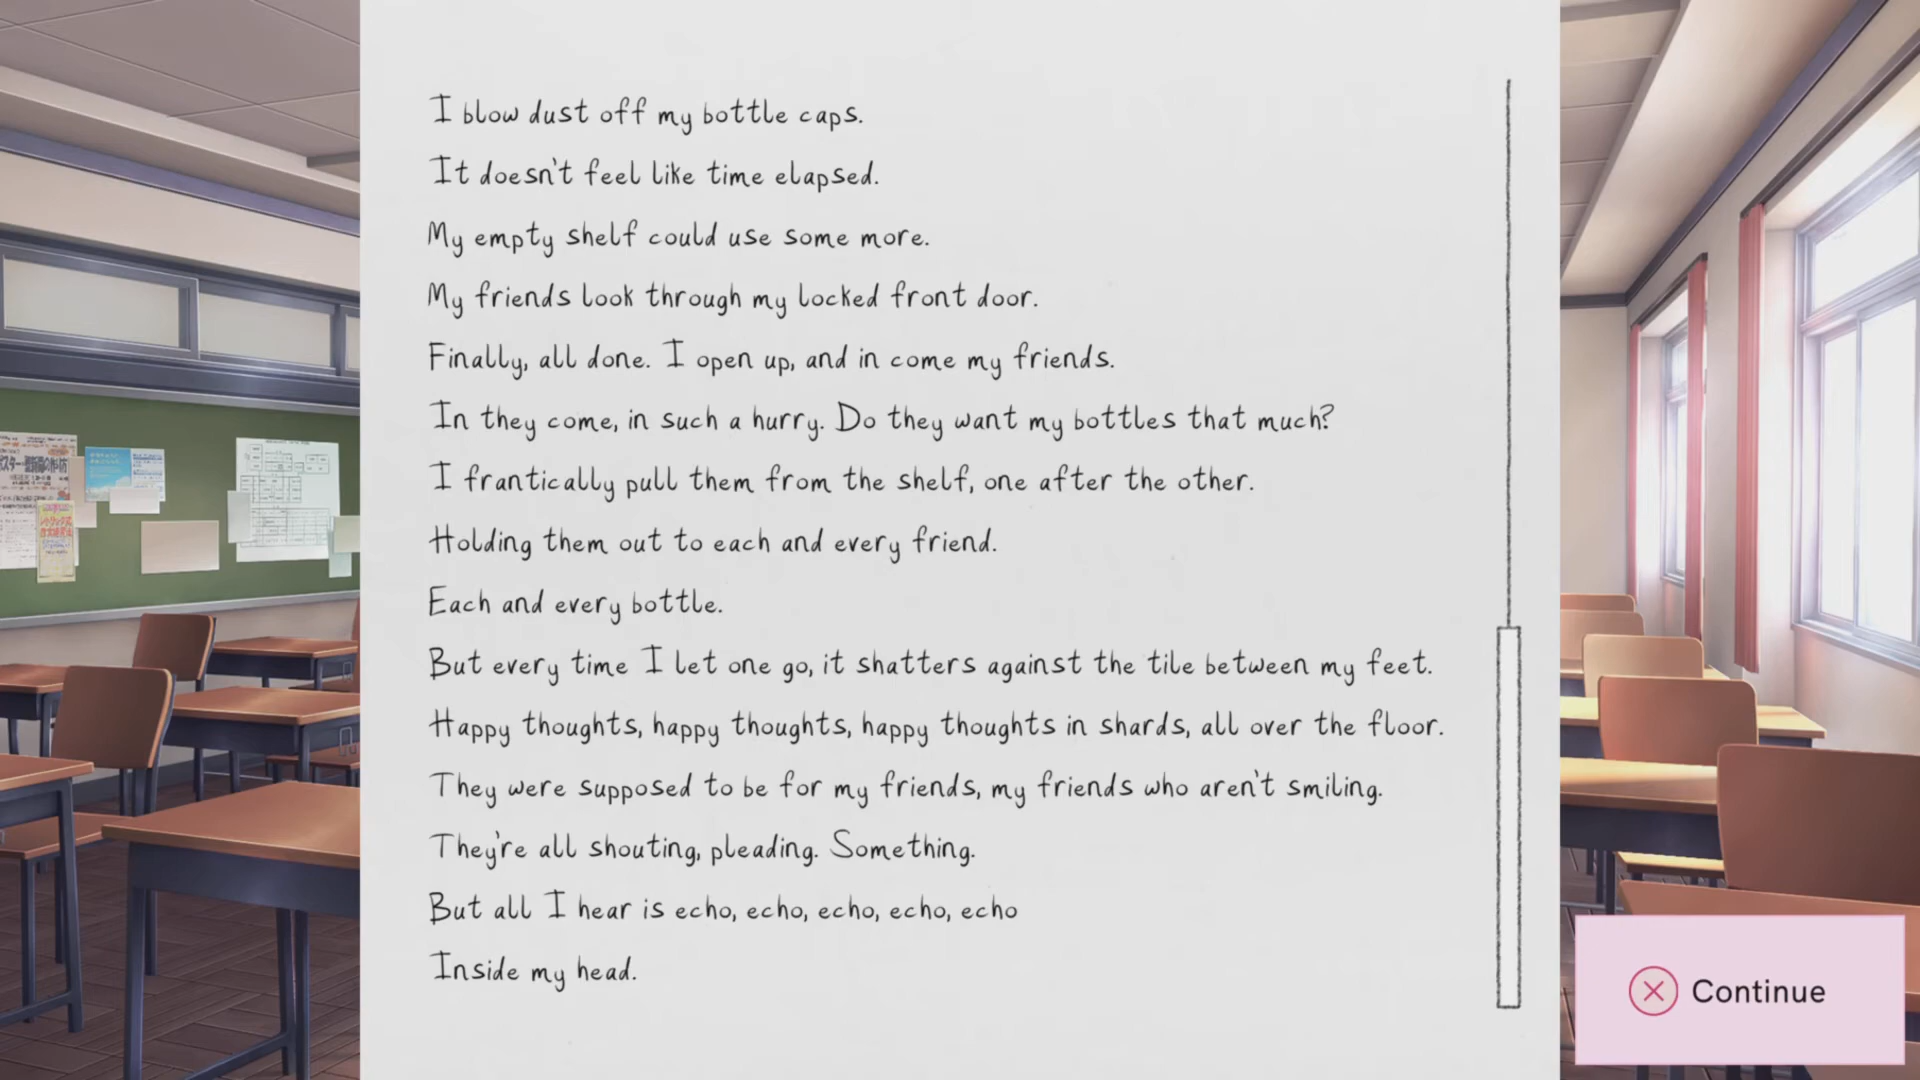 I blow dust off my bottle caps.
It doesn't feel like time elapsed.
My empty shelf could use some more.
My friends look through my locked front door.
Finally, all done. I open up, and in come my friends.
In they come, in such a hurry. Do they want my bottles that much?
I frantically pull them from the shelf, one after the other.
Holding them out to each and every friend.
Each and every bottle.
But every time I let one go, it shatters against the tile between my feet.
Happy thoughts, happy thoughts, happy thoughts in shards, all over the floor.
They were supposed to be for my friends, my friends who aren't smiling.
They're all shouting, pleading. Something.
But all I hear is echo, echo, echo, echo, echo
Inside my head.
Continue